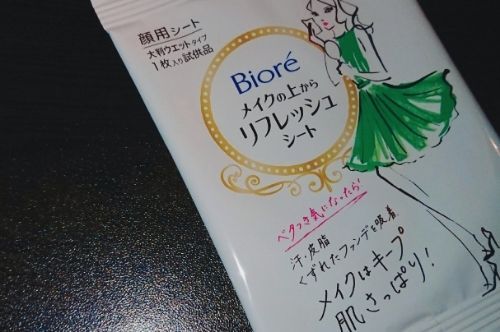 顔用シート
大判ウエットタイプ
1枚入り試供品
Bioré
メイクの上から
リフレッシュ
シート
ベタつき気になったら!
汗・皮脂
くずれたファンデを吸着
メイクはキープ
肌さっぱり!